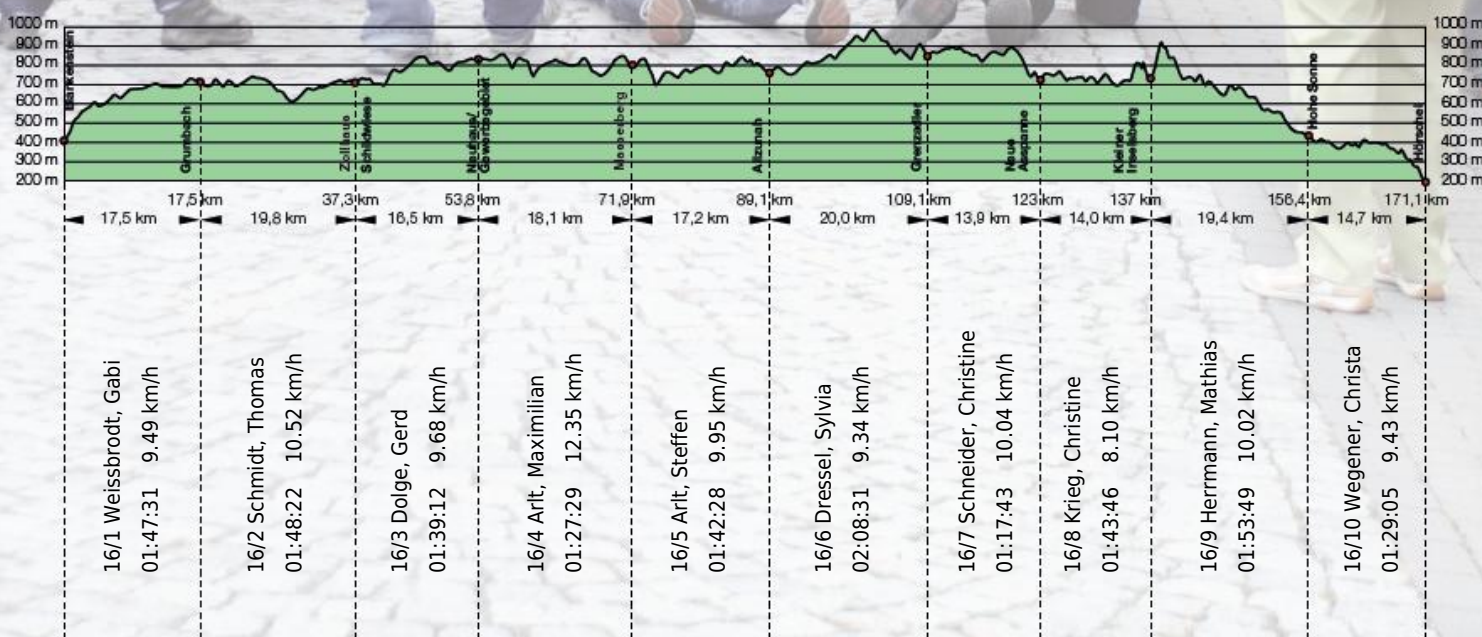 1000 m
900 m
800 m
700 m
600 m
500 m
400 m
300 m
200 m
1000 m
900 m
800 m
700 m
600 m
500 m
400 m
300 m
200 m
Blankenstein
Grumbach
Zollhaus
Schildwiese
Neuhaus/
Masserberg
Allzunah
Grenzadler
Neue
Ausspanne
Kleiner
Inselsberg
Hohe Sonne
Hörschel
17,5 km
37,3 km
53,8 km
71,9 km
89,1 km
109,1 km
123 km
137 km
156,4 km
171,1 km
17,5 km
19,8 km
16,5 km
18,1 km
17,2 km
20,0 km
13,9 km
14,0 km
19,4 km
14,7 km
16/1 Weissbrodt, Gabi
01:47:31 9.49 km/h
16/2 Schmidt, Thomas
01:48:22 10.52 km/h
16/3 Dolge, Gerd
01:39:12 9.68 km/h
16/4 Arlt, Maximilian
01:27:29 12.35 km/h
16/5 Arlt, Steffen
01:42:28 9.95 km/h
16/6 Dressel, Sylvia
02:08:31 9.34 km/h
16/7 Schneider, Christine
01:17:43 10.04 km/h
16/8 Krieg, Christine
01:43:46 8.10 km/h
16/9 Herrmann, Mathias
01:53:49 10.02 km/h
16/10 Wegener, Christa
01:29:05 9.43 km/h